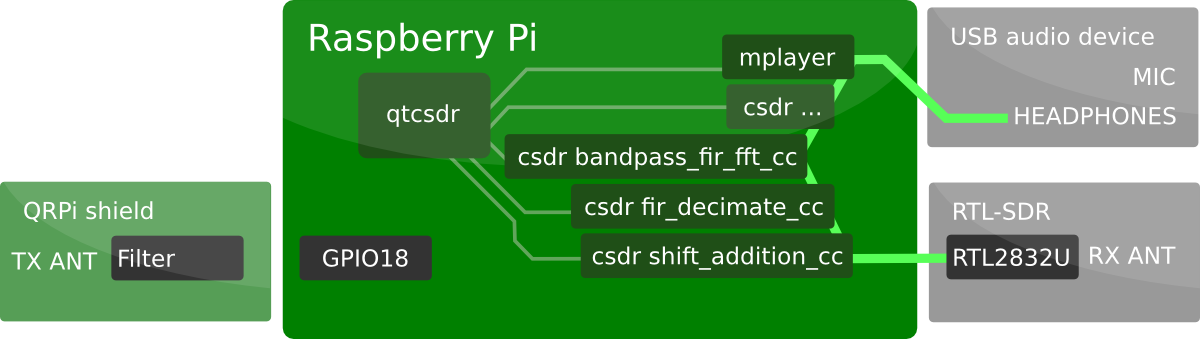 Raspberry Pi
qtcsdr
mplayer
csdr ...
csdr bandpass_fir_fft_cc
csdr fir_decimate_cc
csdr shift_addition_cc
GPIO18
QRPi shield
TX ANT
Filter
USB audio device
MIC
HEADPHONES
RTL-SDR
RTL2832U
RX ANT